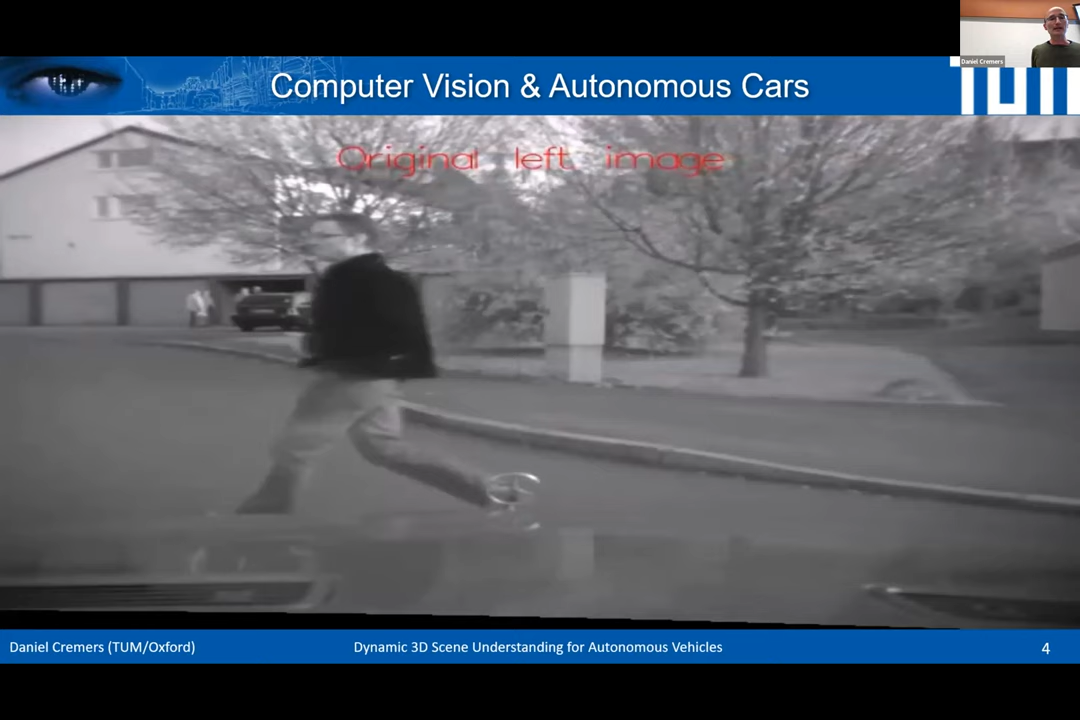 Daniel Cremers
Computer Vision & Autonomous Cars
TUM
Original left image
Daniel Cremers (TUM/Oxford)
Dynamic 3D Scene Understanding for Autonomous Vehicles
4